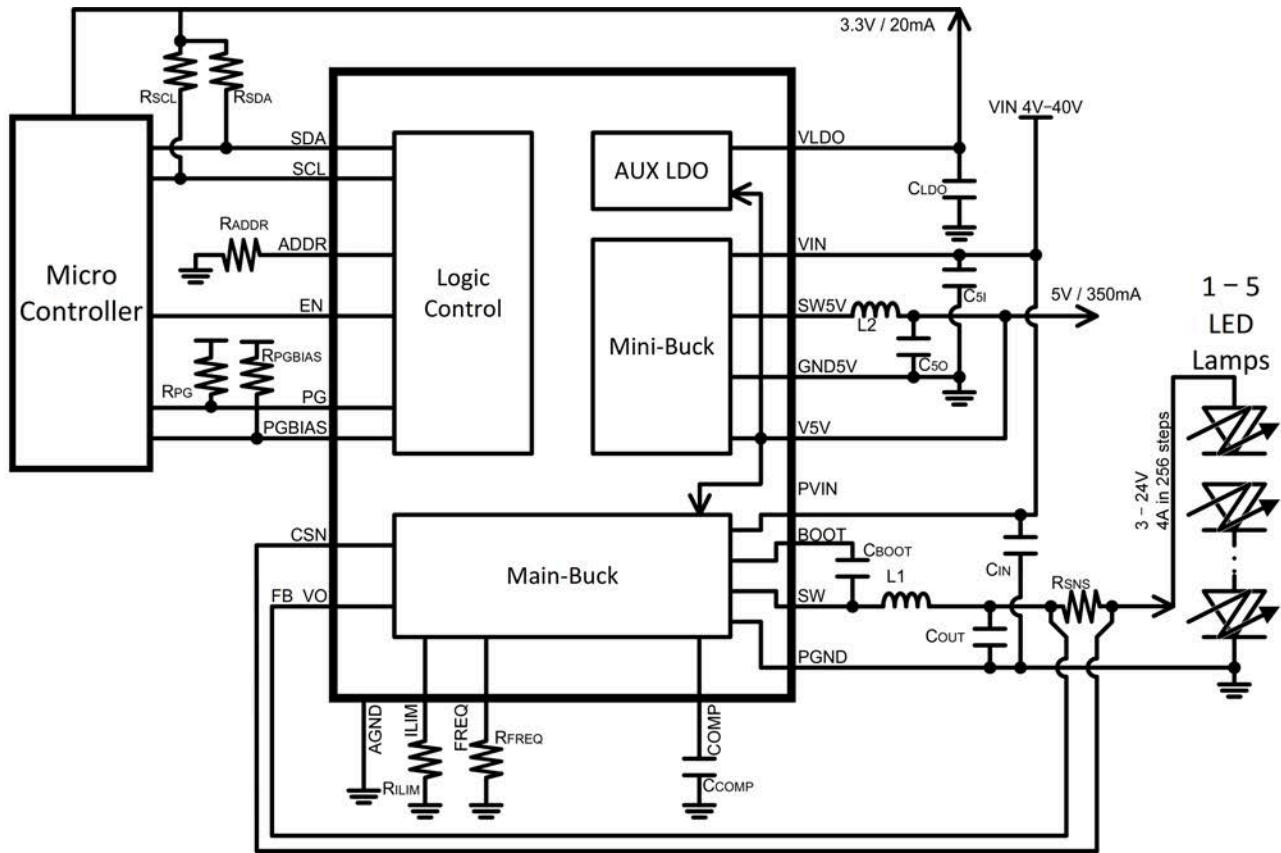 3.3V / 20mA
RSCL
RSDA
VIN 4V–40V
SDA
SCL
VLDO
AUX LDO
CLDO
RADDR
ADDR
VIN
Micro
Controller
Logic
Control
C5I
5V / 350mA
1 – 5
LED
Lamps
EN
SW5V
L2
Mini-Buck
C5O
GND5V
RPGBIAS
RPG
PG
PGBIAS
V5V
3 – 24V
4A in 256 steps
PVIN
CSN
BOOT
CBOOT
L1
CIN
RSNS
Main-Buck
FB VO
SW
COUT
PGND
AGND
ILIM
FREQ
COMP
RFREQ
RILIM
CCOMP